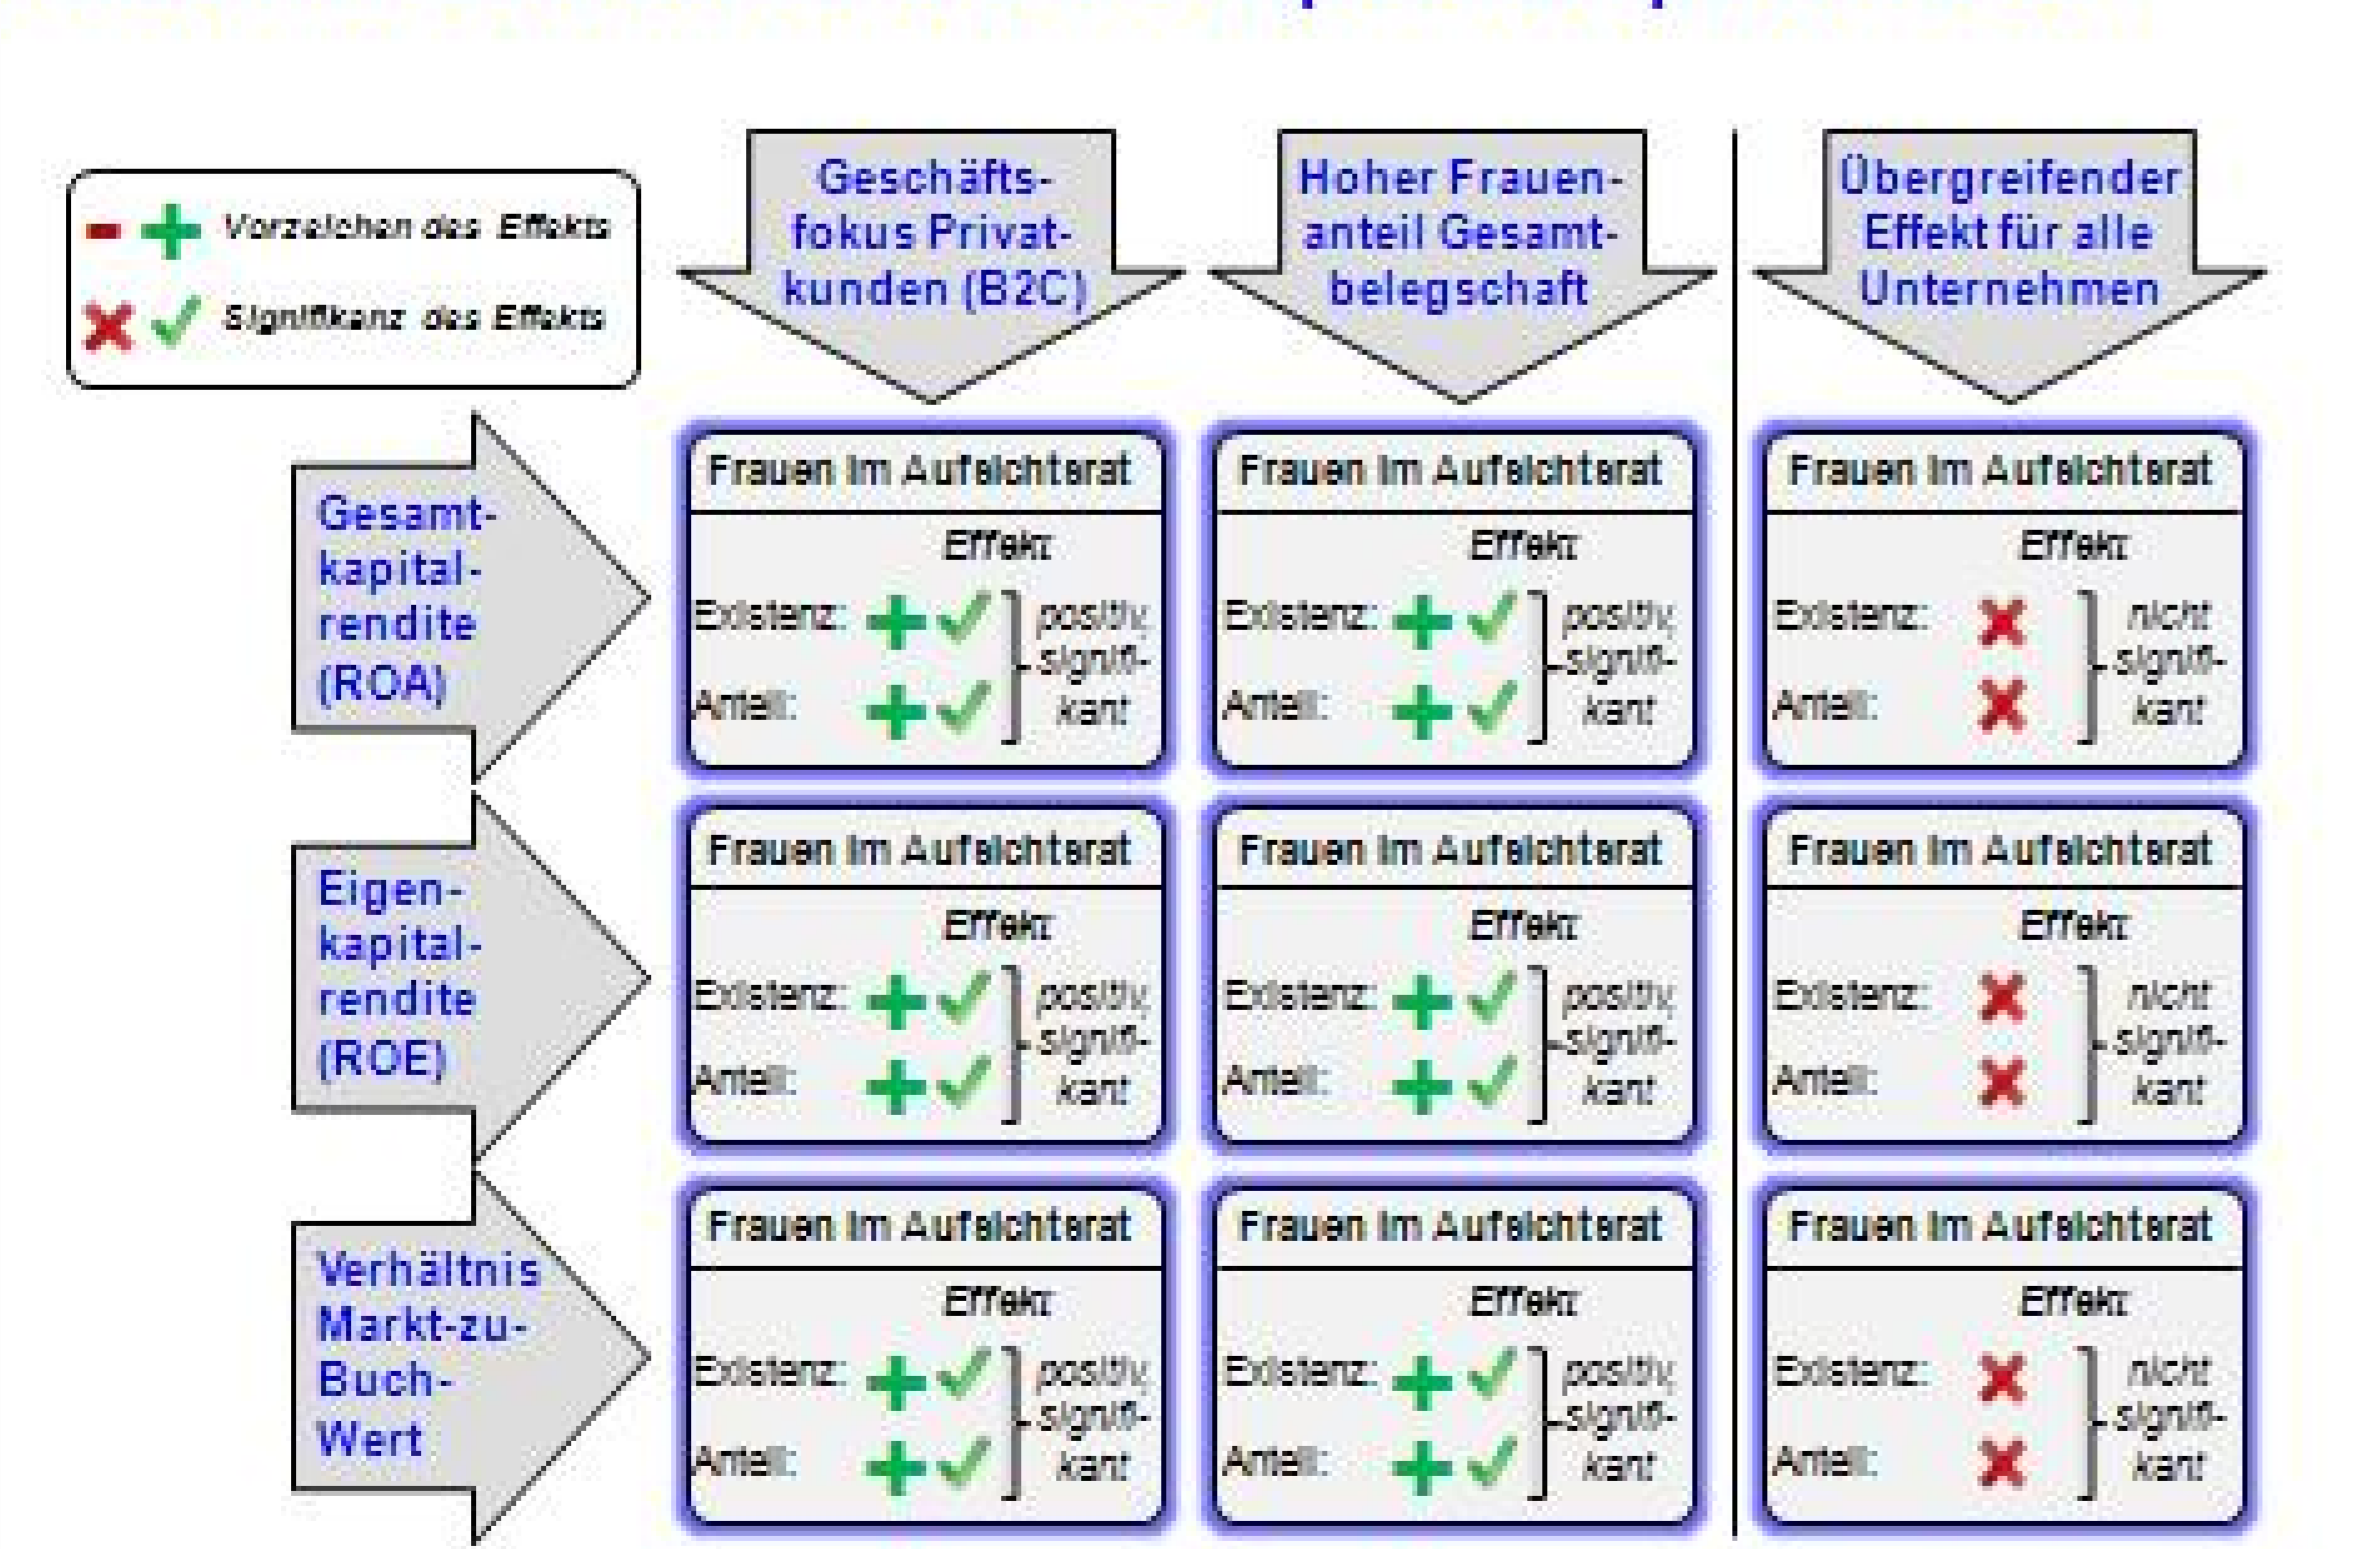 Vorzeichen des Effekts
Signifikanz des Effekts
Geschäfts-
fokus Privat-
kunden (B2C)
Hoher Frauen-
anteil Gesamt-
belegschaft
Übergreifender
Effekt für alle
Unternehmen
Gesamt-
kapital-
rendite
(ROA)
Frauen im Aufsichtsrat
Effekt
Existenz:
Anteil:
positiv,
signifi-
kant
Frauen im Aufsichtsrat
Effekt
Existenz:
Anteil:
positiv,
signifi-
kant
Frauen im Aufsichtsrat
Effekt
Existenz:
Anteil:
nicht
signifi-
kant
Eigen-
kapital-
rendite
(ROE)
Frauen im Aufsichtsrat
Effekt
Existenz:
Anteil:
positiv,
signifi-
kant
Frauen im Aufsichtsrat
Effekt
Existenz:
Anteil:
positiv,
signifi-
kant
Frauen im Aufsichtsrat
Effekt
Existenz:
Anteil:
nicht
signifi-
kant
Verhältnis
Markt-zu-
Buch-
Wert
Frauen im Aufsichtsrat
Effekt
Existenz:
Anteil:
positiv,
signifi-
kant
Frauen im Aufsichtsrat
Effekt
Existenz:
Anteil:
positiv,
signifi-
kant
Frauen im Aufsichtsrat
Effekt
Existenz:
Anteil:
nicht
signifi-
kant